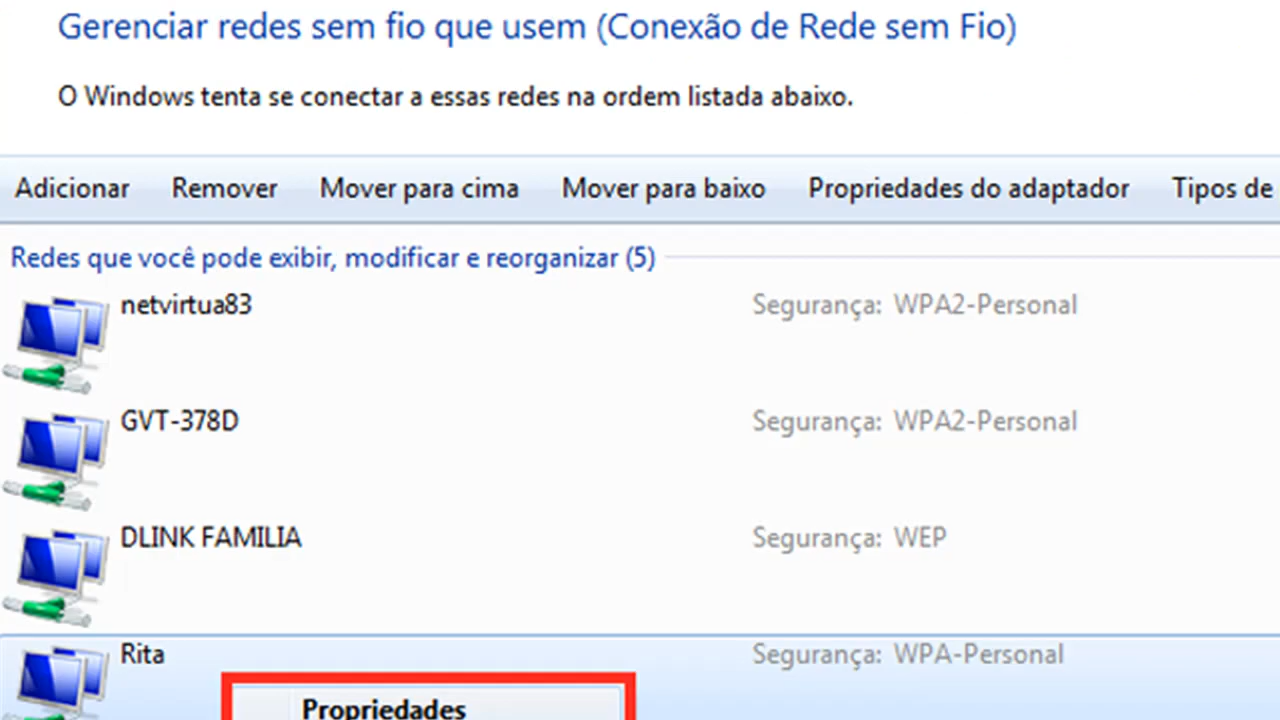 Gerenciar redes sem fio que usem (Conexão de Rede sem Fio)
O Windows tenta se conectar a essas redes na ordem listada abaixo.
Adicionar Remover Mover para cima Mover para baixo Propriedades do adaptador Tipos de
Redes que você pode exibir, modificar e reorganizar (5)
netvirtua83 Segurança: WPA2-Personal
GVT-378D Segurança: WPA2-Personal
DLINK FAMILIA Segurança: WEP
Rita Segurança: WPA-Personal
Propriedades